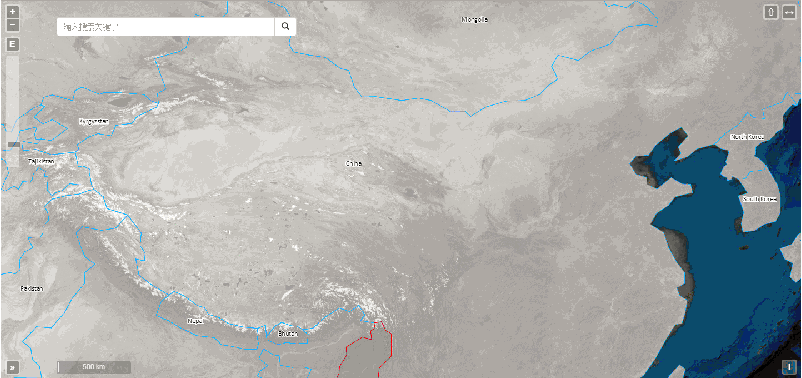 +
−
E
Mongolia
Kyrgyzstan
Tajikistan
China
North Korea
South Korea
Pakistan
Nepal
Bhutan
»
500 km
i